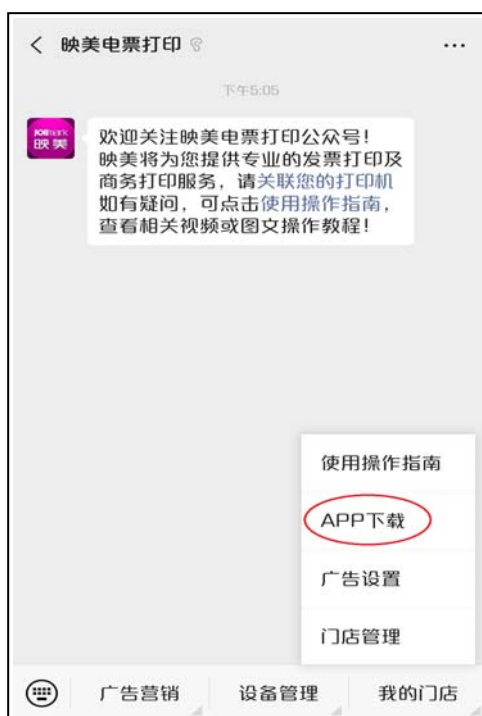 映美电票打印
下午5:05
Jolimark
映美
欢迎关注映美电票打印公众号!
映美将为您提供专业的发票打印及
商务打印服务，请关联您的打印机
如有疑问，可点击使用操作指南，
查看相关视频或图文操作教程!
使用操作指南
APP下载
广告设置
门店管理
广告营销
设备管理
我的门店